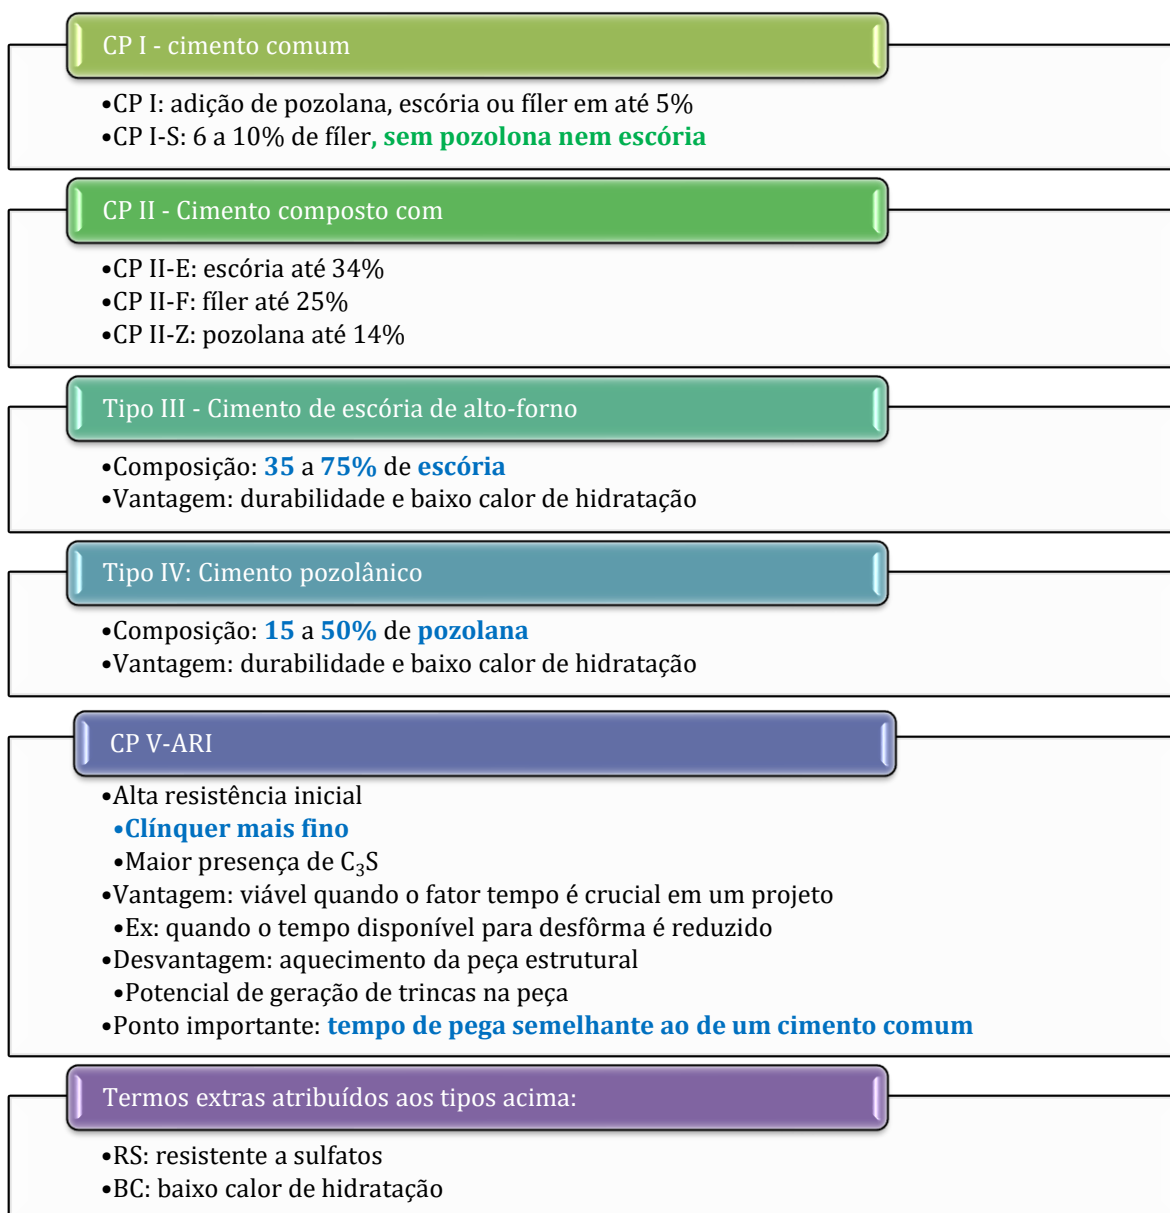 CP I - cimento comum
•CP I: adição de pozolana, escória ou fíler em até 5%
•CP I-S: 6 a 10% de fíler, sem pozolona nem escória
CP II - Cimento composto com
•CP II-E: escória até 34%
•CP II-F: fíler até 25%
•CP II-Z: pozolana até 14%
Tipo III - Cimento de escória de alto-forno
•Composição: 35 a 75% de escória
•Vantagem: durabilidade e baixo calor de hidratação
Tipo IV: Cimento pozolânico
•Composição: 15 a 50% de pozolana
•Vantagem: durabilidade e baixo calor de hidratação
CP V-ARI
•Alta resistência inicial
•Clínquer mais fino
•Maior presença de C₃S
•Vantagem: viável quando o fator tempo é crucial em um projeto
•Ex: quando o tempo disponível para desfôrma é reduzido
•Desvantagem: aquecimento da peça estrutural
•Potencial de geração de trincas na peça
•Ponto importante: tempo de pega semelhante ao de um cimento comum
Termos extras atribuídos aos tipos acima:
•RS: resistente a sulfatos
•BC: baixo calor de hidratação